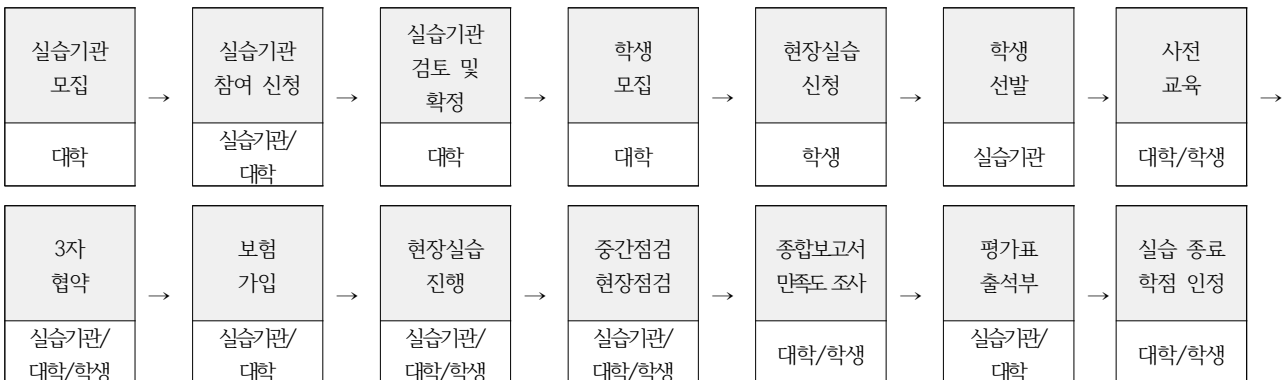 실습기관
모집
→
실습기관
참여 신청
→
실습기관
검토 및
확정
→
학생
모집
→
현장실습
신청
→
학생
선발
→
사전
교육
→
대학
실습기관/
대학
대학
대학
학생
실습기관
대학/학생
3자
협약
→
보험
가입
→
현장실습
진행
→
중간점검
현장점검
→
종합보고서
만족도 조사
→
평가표
출석부
→
실습 종료
학점 인정
실습기관/
대학/학생
실습기관/
대학
실습기관/
대학/학생
실습기관/
대학/학생
대학/학생
실습기관/
대학
대학/학생